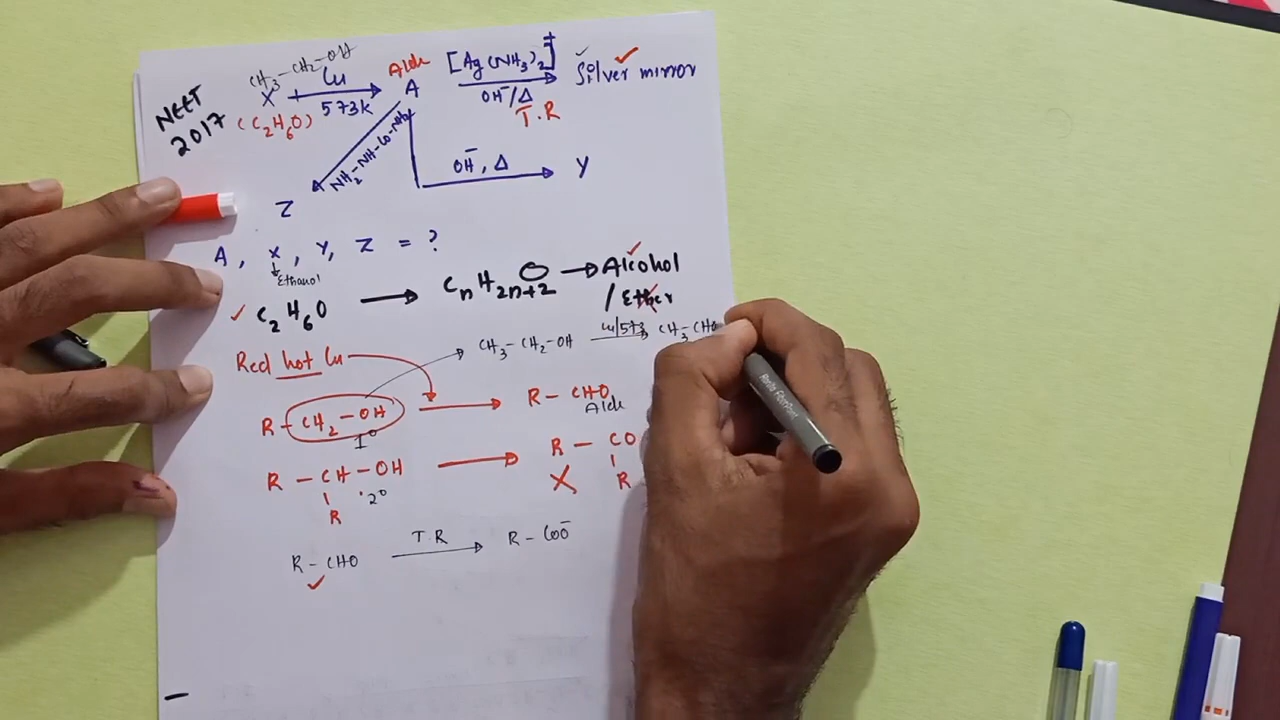 NEET 2017
CH3-CH2-OH
X Cu 573K A Aldh [Ag(NH3)2]+ OH-/Δ Silver mirror
(C2H6O) T.R
NH2-NH-CO-NH2
OH-, Δ Y
Z
A, X, Y, Z = ?
Ethanol
C2H6O → CnH2n+2O → Alcohol
/ Ether
Red hot Cu
CH3-CH2-OH Cu/573 CH3-CHO
R-CH2-OH → R-CHO
1° Aldh
R-CH-OH → R-CO
R 2° X R
R-CHO T.R → R-COO-